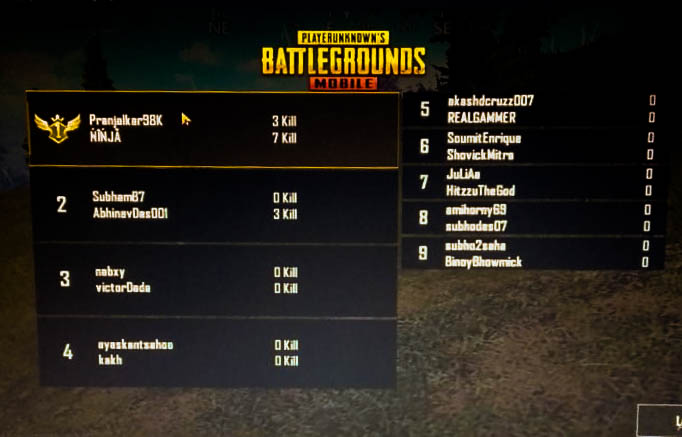 PLAYERUNKNOWN'S
BATTLEGROUNDS
MOBILE
1
Pranjalkar98K 3 Kill
ŃÏŇJÀ 7 Kill
2
Subham87 0 Kill
AbhinavDas001 3 Kill
3
nabxy 0 Kill
victorDada 0 Kill
4
ayaskantsahoo 0 Kill
kakh 0 Kill
5
akashdcruzz007 0
REALGAMMER 0
6
SoumitEnrique 0
ShovickMitra 0
7
JuLiAa 0
HitzzuTheGod 0
8
amihorny69 0
subhodas07 0
9
subho2saha 0
BinoyBhowmick 0